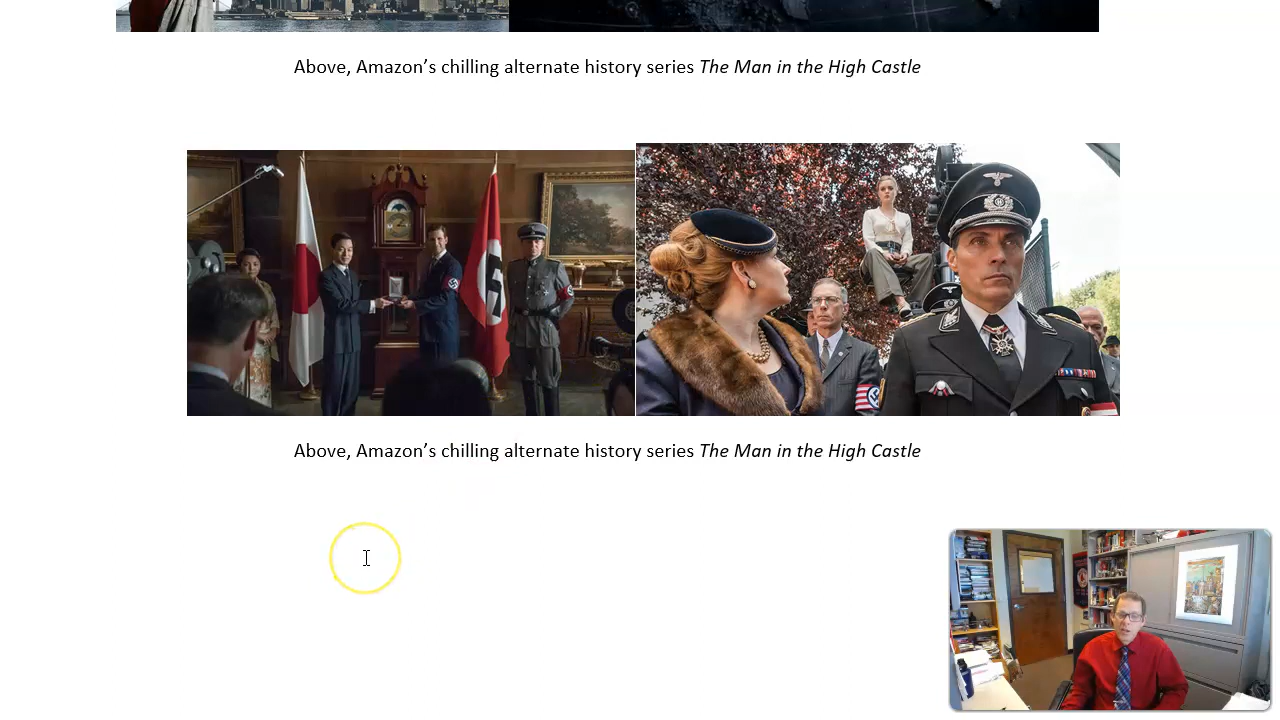 Above, Amazon’s chilling alternate history series The Man in the High Castle
Above, Amazon’s chilling alternate history series The Man in the High Castle